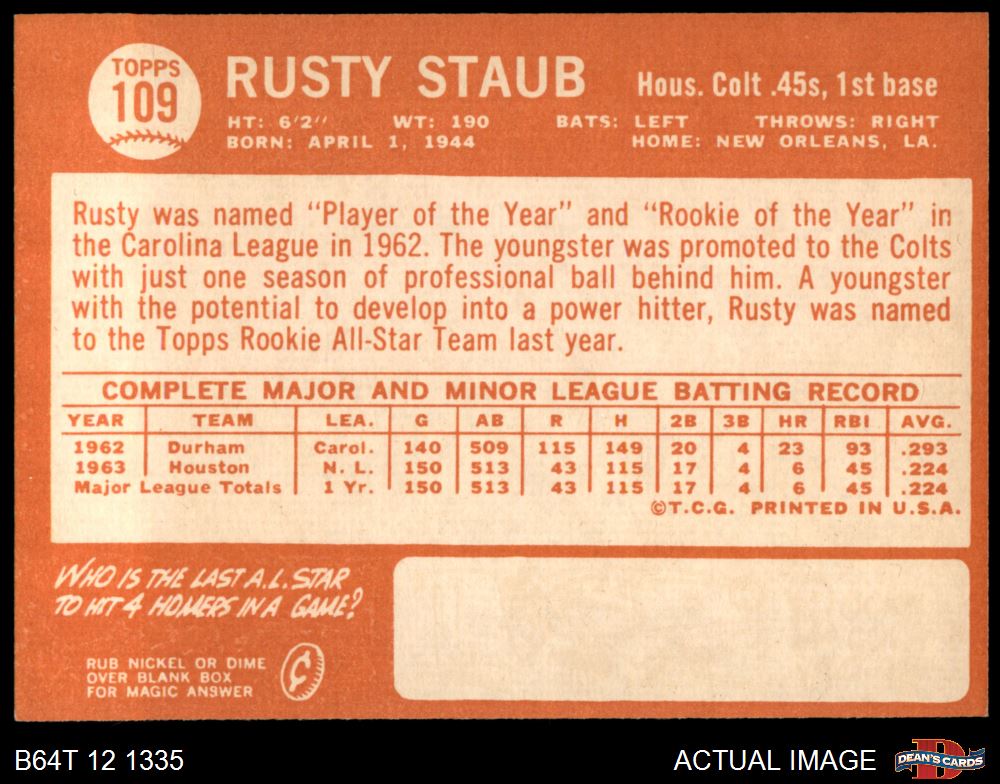 TOPPS
109
RUSTY STAUB
Hous. Colt .45s, 1st base
HT: 6'2" WT: 190 BATS: LEFT THROWS: RIGHT
BORN: APRIL 1, 1944 HOME: NEW ORLEANS, LA.
Rusty was named "Player of the Year" and "Rookie of the Year" in
the Carolina League in 1962. The youngster was promoted to the Colts
with just one season of professional ball behind him. A youngster
with the potential to develop into a power hitter, Rusty was named
to the Topps Rookie All-Star Team last year.
COMPLETE MAJOR AND MINOR LEAGUE BATTING RECORD
YEAR TEAM LEA. G AB R H 2B 3B HR RBI AVG.
1962 Durham Carol. 140 509 115 149 20 4 23 93 .293
1963 Houston N. L. 150 513 43 115 17 4 6 45 .224
Major League Totals 1 Yr. 150 513 43 115 17 4 6 45 .224
©T.C.G. PRINTED IN U.S.A.
WHO IS THE LAST A.L. STAR
TO HIT 4 HOMERS IN A GAME?
RUB NICKEL OR DIME
OVER BLANK BOX
FOR MAGIC ANSWER
¢
B64T 12 1335
ACTUAL IMAGE
D
DEAN'S CARDS